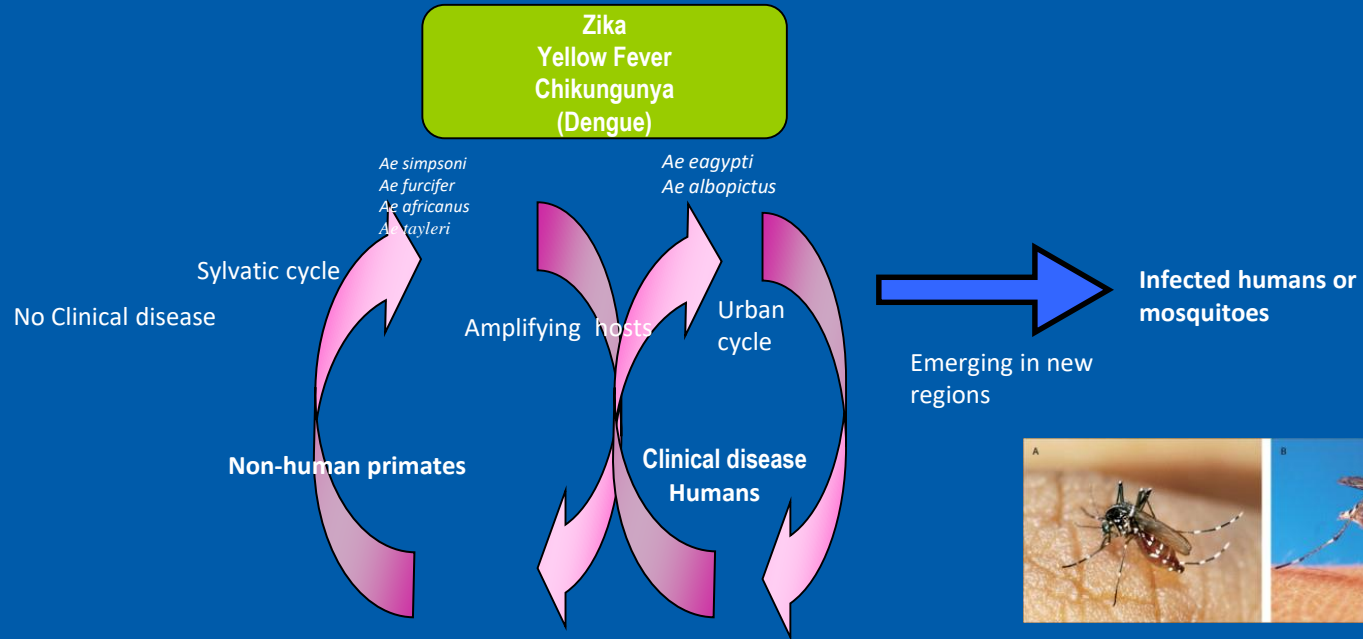 Zika
Yellow Fever
Chikungunya
(Dengue)
Ae simpsoni
Ae furcifer
Ae africanus
Ae tayleri
Ae eagypti
Ae albopictus
Sylvatic cycle
No Clinical disease
Amplifying hosts
Urban
cycle
Infected humans or
mosquitoes
Emerging in new
regions
Non-human primates
Clinical disease
Humans
A
B